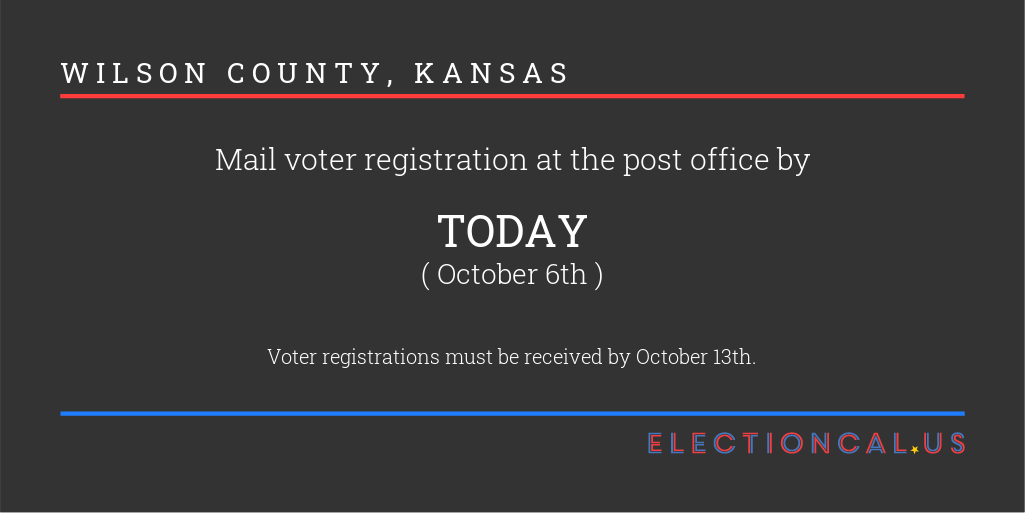 WILSON COUNTY, KANSAS
Mail voter registration at the post office by
TODAY
( October 6th )
Voter registrations must be received by October 13th.
ELECTIONCAL.US